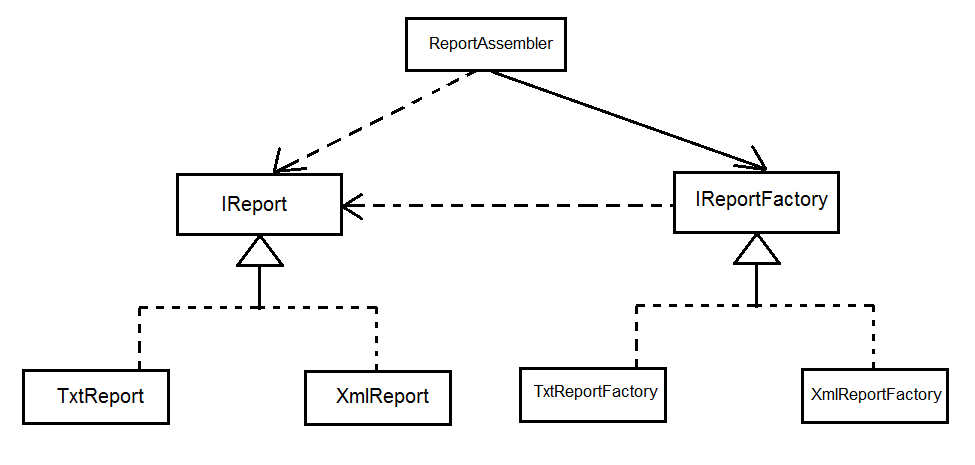 ReportAssembler
IReport
IReportFactory
TxtReport
XmlReport
TxtReportFactory
XmlReportFactory